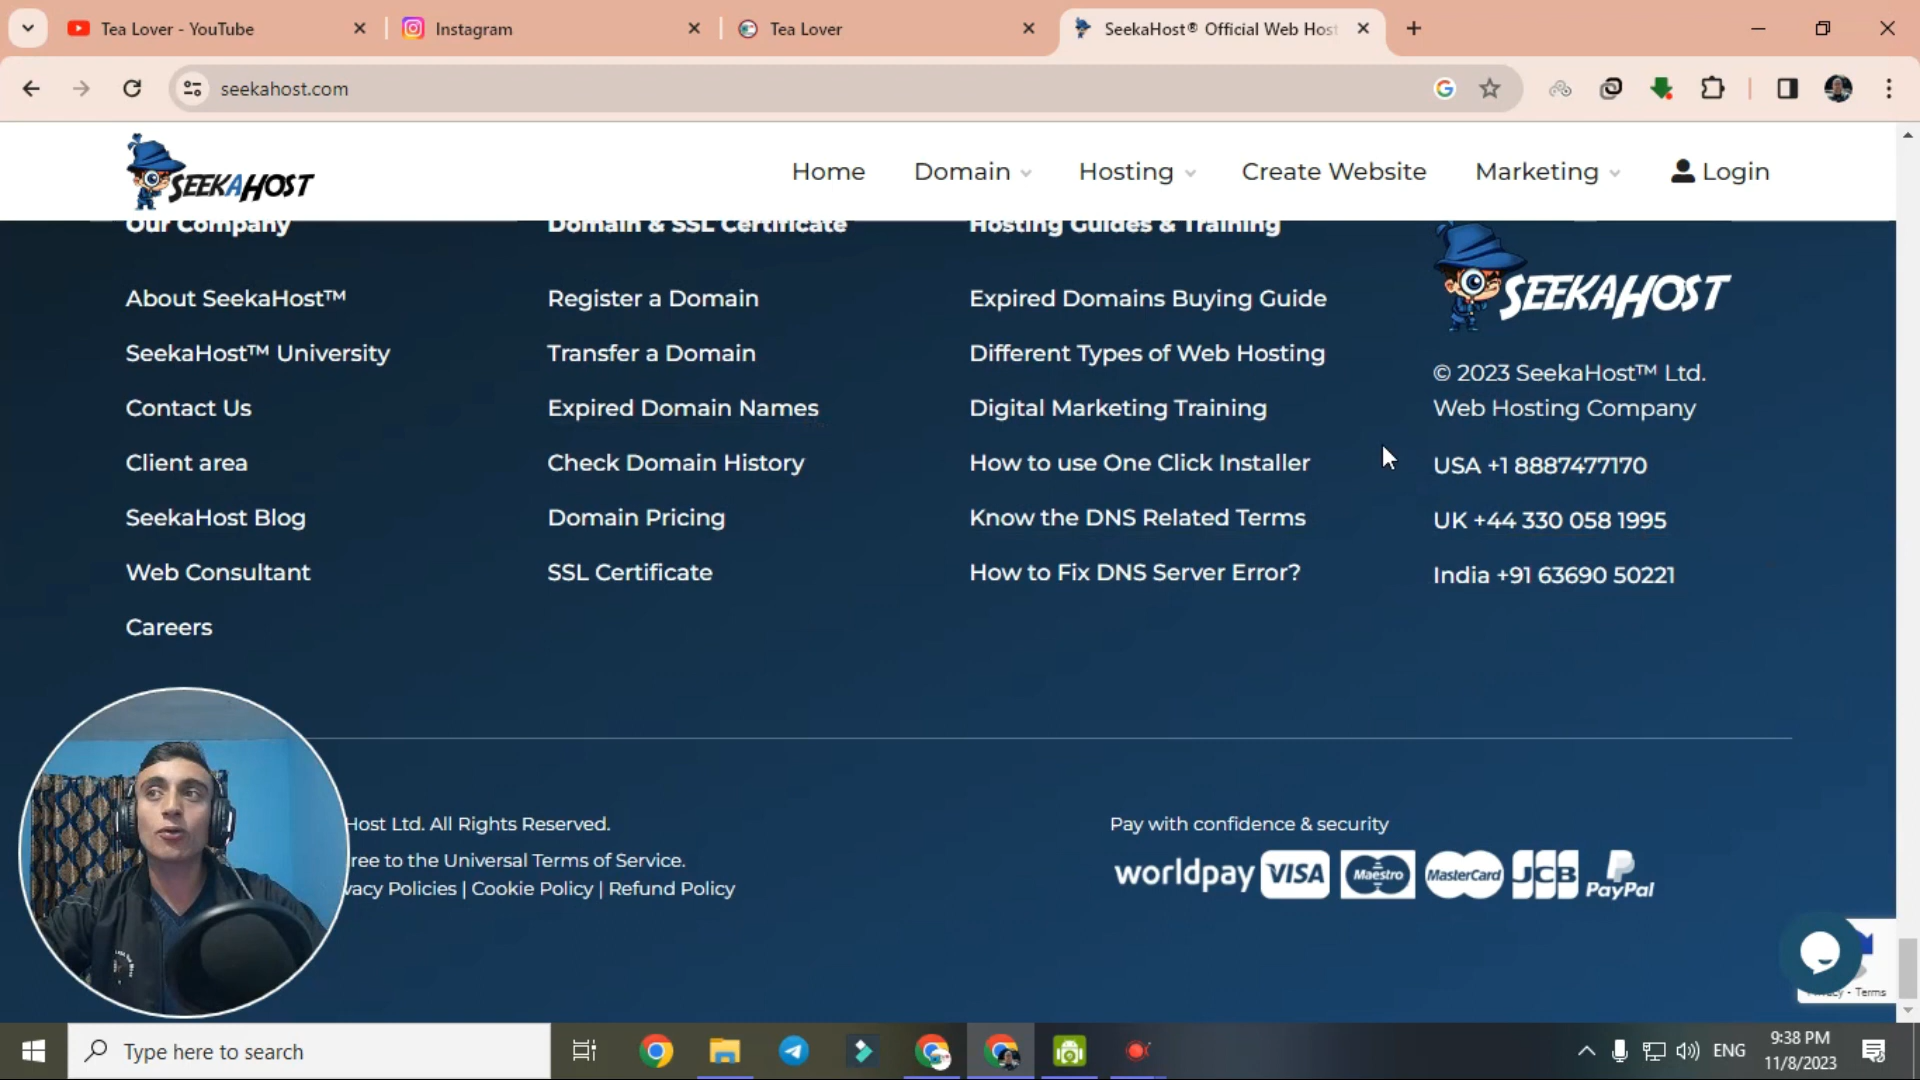 Tea Lover - YouTube
Instagram
Tea Lover
SeekaHost® Official Web Host
seekahost.com
SEEKAHOST
Home
Domain
Hosting
Create Website
Marketing
Login
Our Company
About SeekaHost™
SeekaHost™ University
Contact Us
Client area
SeekaHost Blog
Web Consultant
Careers
Domain & SSL Certificate
Register a Domain
Transfer a Domain
Expired Domain Names
Check Domain History
Domain Pricing
SSL Certificate
Hosting Guides & Training
Expired Domains Buying Guide
Different Types of Web Hosting
Digital Marketing Training
How to use One Click Installer
Know the DNS Related Terms
How to Fix DNS Server Error?
SEEKAHOST
© 2023 SeekaHost™ Ltd.
Web Hosting Company
USA +1 8887477170
UK +44 330 058 1995
India +91 63690 50221
Host Ltd. All Rights Reserved.
ree to the Universal Terms of Service.
vacy Policies | Cookie Policy | Refund Policy
Pay with confidence & security
worldpay VISA Maestro MasterCard JCB PayPal
Privacy - Terms
Type here to search
ENG
9:38 PM
11/8/2023